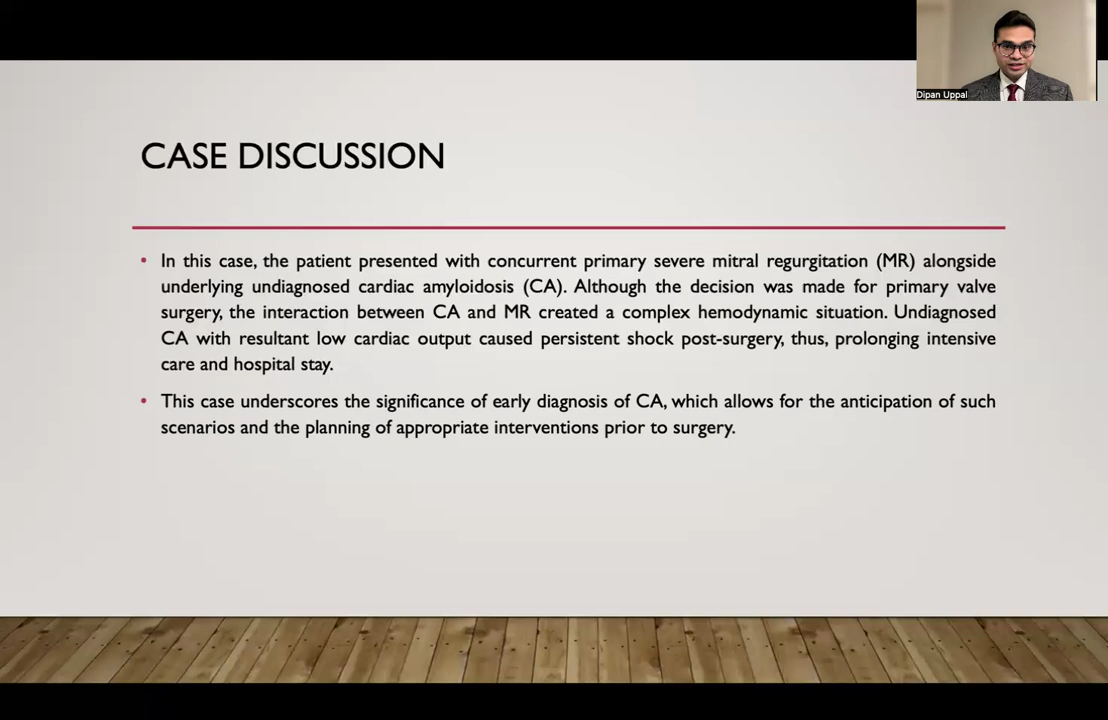 Dipan Uppal
CASE DISCUSSION
• In this case, the patient presented with concurrent primary severe mitral regurgitation (MR) alongside
underlying undiagnosed cardiac amyloidosis (CA). Although the decision was made for primary valve
surgery, the interaction between CA and MR created a complex hemodynamic situation. Undiagnosed
CA with resultant low cardiac output caused persistent shock post-surgery, thus, prolonging intensive
care and hospital stay.
• This case underscores the significance of early diagnosis of CA, which allows for the anticipation of such
scenarios and the planning of appropriate interventions prior to surgery.